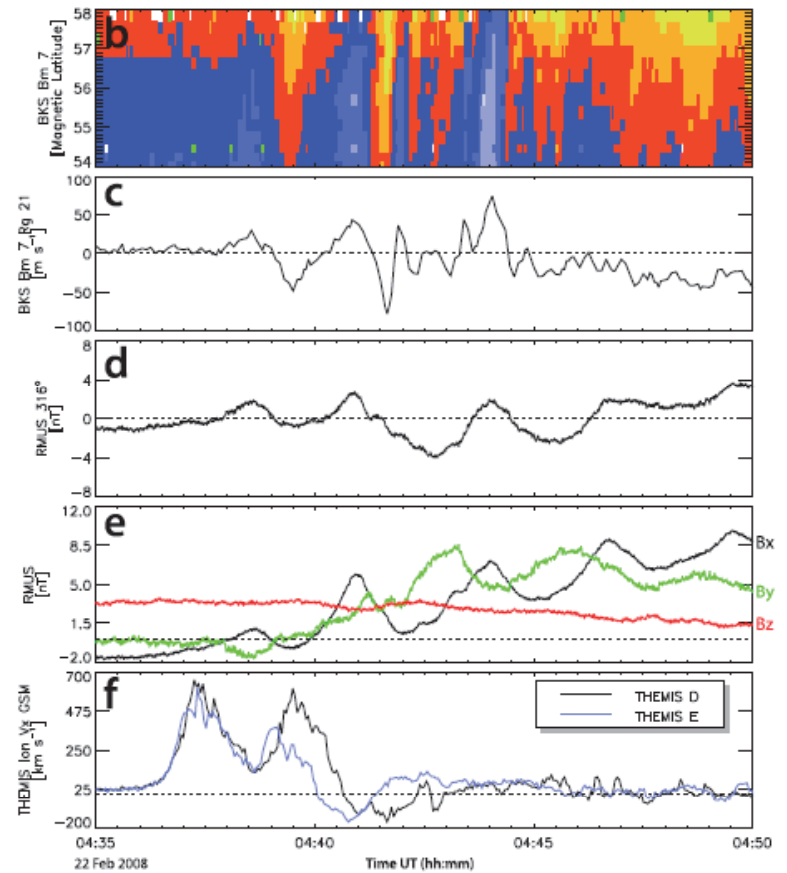 b
BKS Bm 7
[Magnetic Latitude]
58
57
56
55
54
c
BKS Bm 7 Rg 21
[m s⁻¹]
100
50
0
−50
−100
d
RMUS 316°
[nT]
8
4
0
−4
−8
e
RMUS
[nT]
12.0
8.5
5.0
1.5
−2.0
Bx
By
Bz
f
THEMIS Ion Vx GSM
[km s⁻¹]
700
475
250
25
−200
THEMIS D
THEMIS E
04:35
04:40
04:45
04:50
22 Feb 2008
Time UT (hh:mm)